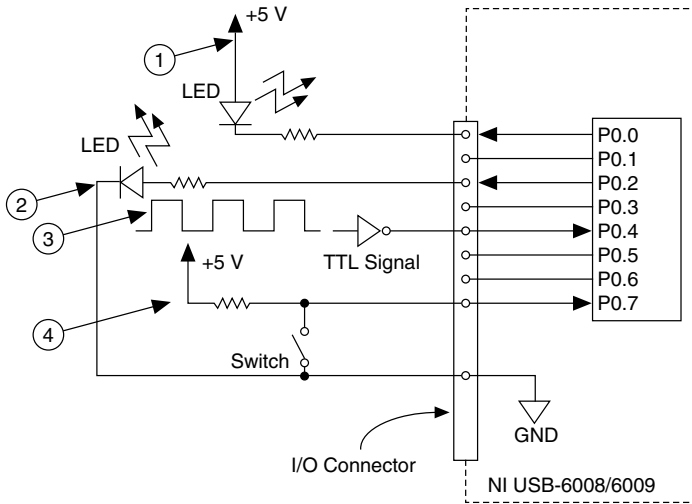 +5 V
1
LED
LED
P0.0
P0.1
2
P0.2
P0.3
3
P0.4
TTL Signal
+5 V
P0.5
P0.6
P0.7
4
Switch
GND
I/O Connector
NI USB-6008/6009